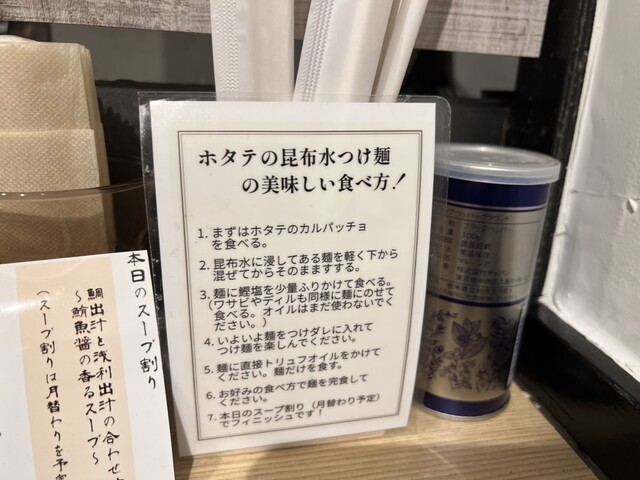 ホタテの昆布水つけ麺
の美味しい食べ方！
1. まずはホタテのカルパッチョ
を食べる。
2. 昆布水に浸してある麺を軽く下から
混ぜてからそのまますする。
3. 麺に鰹塩を少量ふりかけて食べる。
（ワサビやディルも同様に麺にのせて
食べる。オイルはまだ使わないでく
ださい。）
4. いよいよ麺をつけダレに入れて
つけ麺を楽しんでください。
5. 麺に直接トリュフオイルをかけて
ください。麺だけを食す。
6. お好みの食べ方で麺を完食して
ください。
7. 本日のスープ割り（月替わり予定）
でフィニッシュです！
本日のスープ割り
鯛出汁と浅利出汁の合わせ
〜鮪魚醤の香るスープ〜
（スープ割りは月替わりを予定